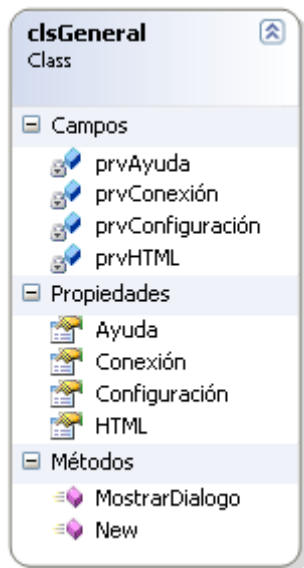 clsGeneral
Class
Campos
prvAyuda
prvConexión
prvConfiguración
prvHTML
Propiedades
Ayuda
Conexión
Configuración
HTML
Métodos
MostrarDialogo
New